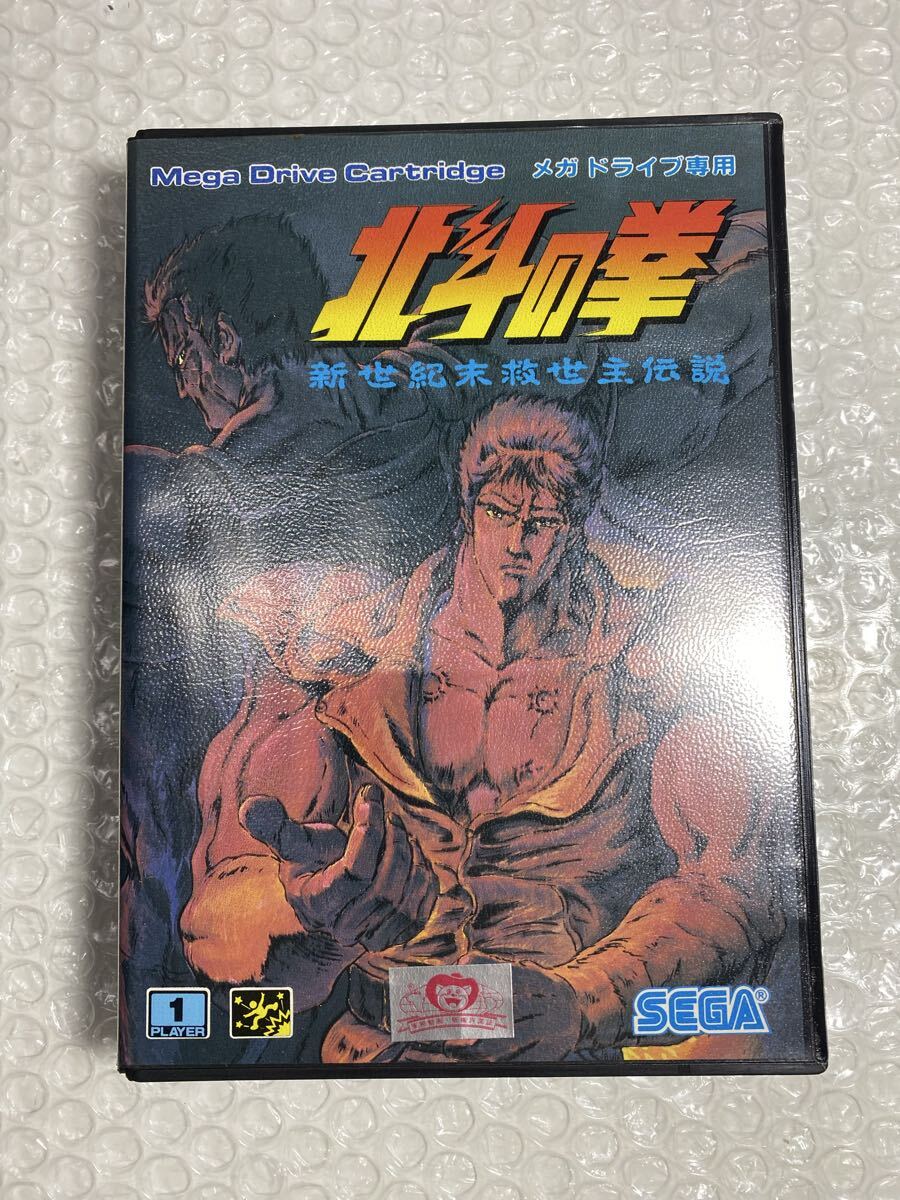 Mega Drive Cartridge メガドライブ専用
北斗の拳
新世紀末救世主伝説
1
PLAYER
SEGA®